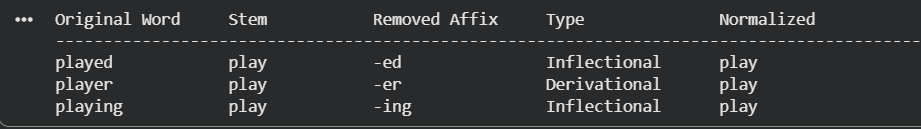 Original Word Stem Removed Affix Type Normalized
--------------------------------------------------------------------------------
played play -ed Inflectional play
player play -er Derivational play
playing play -ing Inflectional play